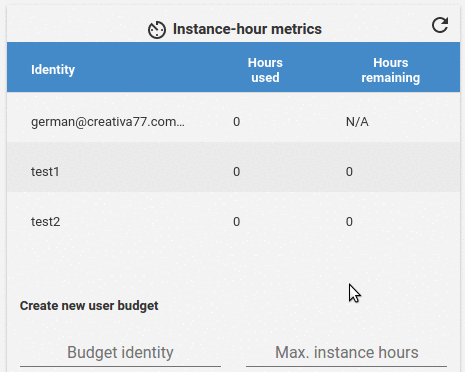 Instance-hour metrics
Identity Hours used Hours remaining
german@creativa77.com… 0 N/A
test1 0 0
test2 0 0
Create new user budget
Budget identity Max. instance hours